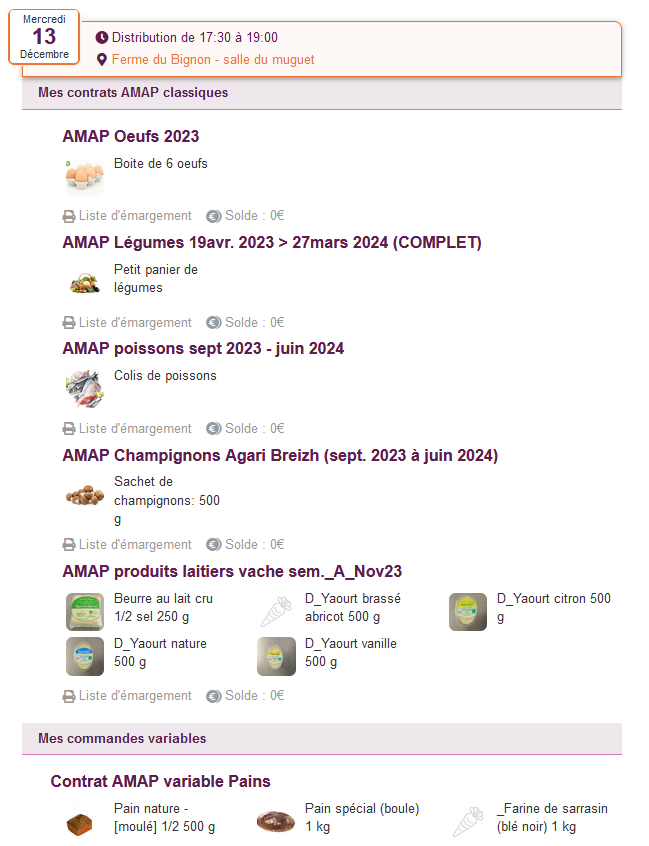 Mercredi
13
Décembre
Distribution de 17:30 à 19:00
Ferme du Bignon - salle du muguet
Mes contrats AMAP classiques
AMAP Oeufs 2023
Boite de 6 oeufs
Liste d'émargement Solde : 0€
AMAP Légumes 19avr. 2023 > 27mars 2024 (COMPLET)
Petit panier de
légumes
Liste d'émargement Solde : 0€
AMAP poissons sept 2023 - juin 2024
Colis de poissons
Liste d'émargement Solde : 0€
AMAP Champignons Agari Breizh (sept. 2023 à juin 2024)
Sachet de
champignons: 500
g
Liste d'émargement Solde : 0€
AMAP produits laitiers vache sem._A_Nov23
Beurre au lait cru
1/2 sel 250 g
D_Yaourt brassé
abricot 500 g
D_Yaourt citron 500
g
D_Yaourt nature
500 g
D_Yaourt vanille
500 g
Liste d'émargement Solde : 0€
Mes commandes variables
Contrat AMAP variable Pains
Pain nature -
[moulé] 1/2 500 g
Pain spécial (boule)
1 kg
_Farine de sarrasin
(blé noir) 1 kg